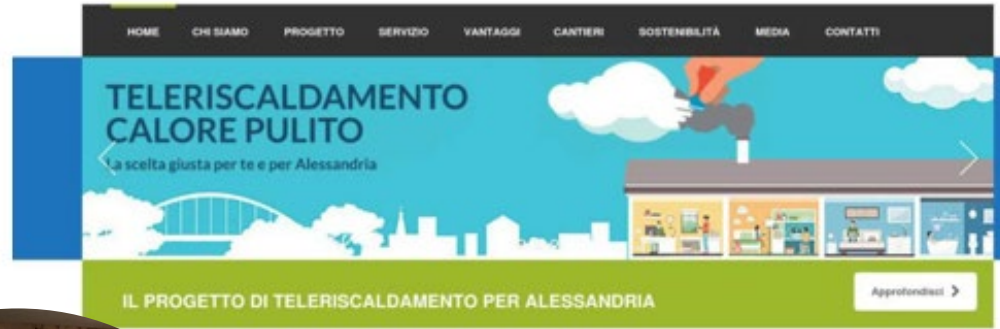 HOME CHI SIAMO PROGETTO SERVIZIO VANTAGGI CANTIERI SOSTENIBILITÀ MEDIA CONTATTI
TELERISCALDAMENTO
CALORE PULITO
La scelta giusta per te e per Alessandria
IL PROGETTO DI TELERISCALDAMENTO PER ALESSANDRIA
Approfondisci